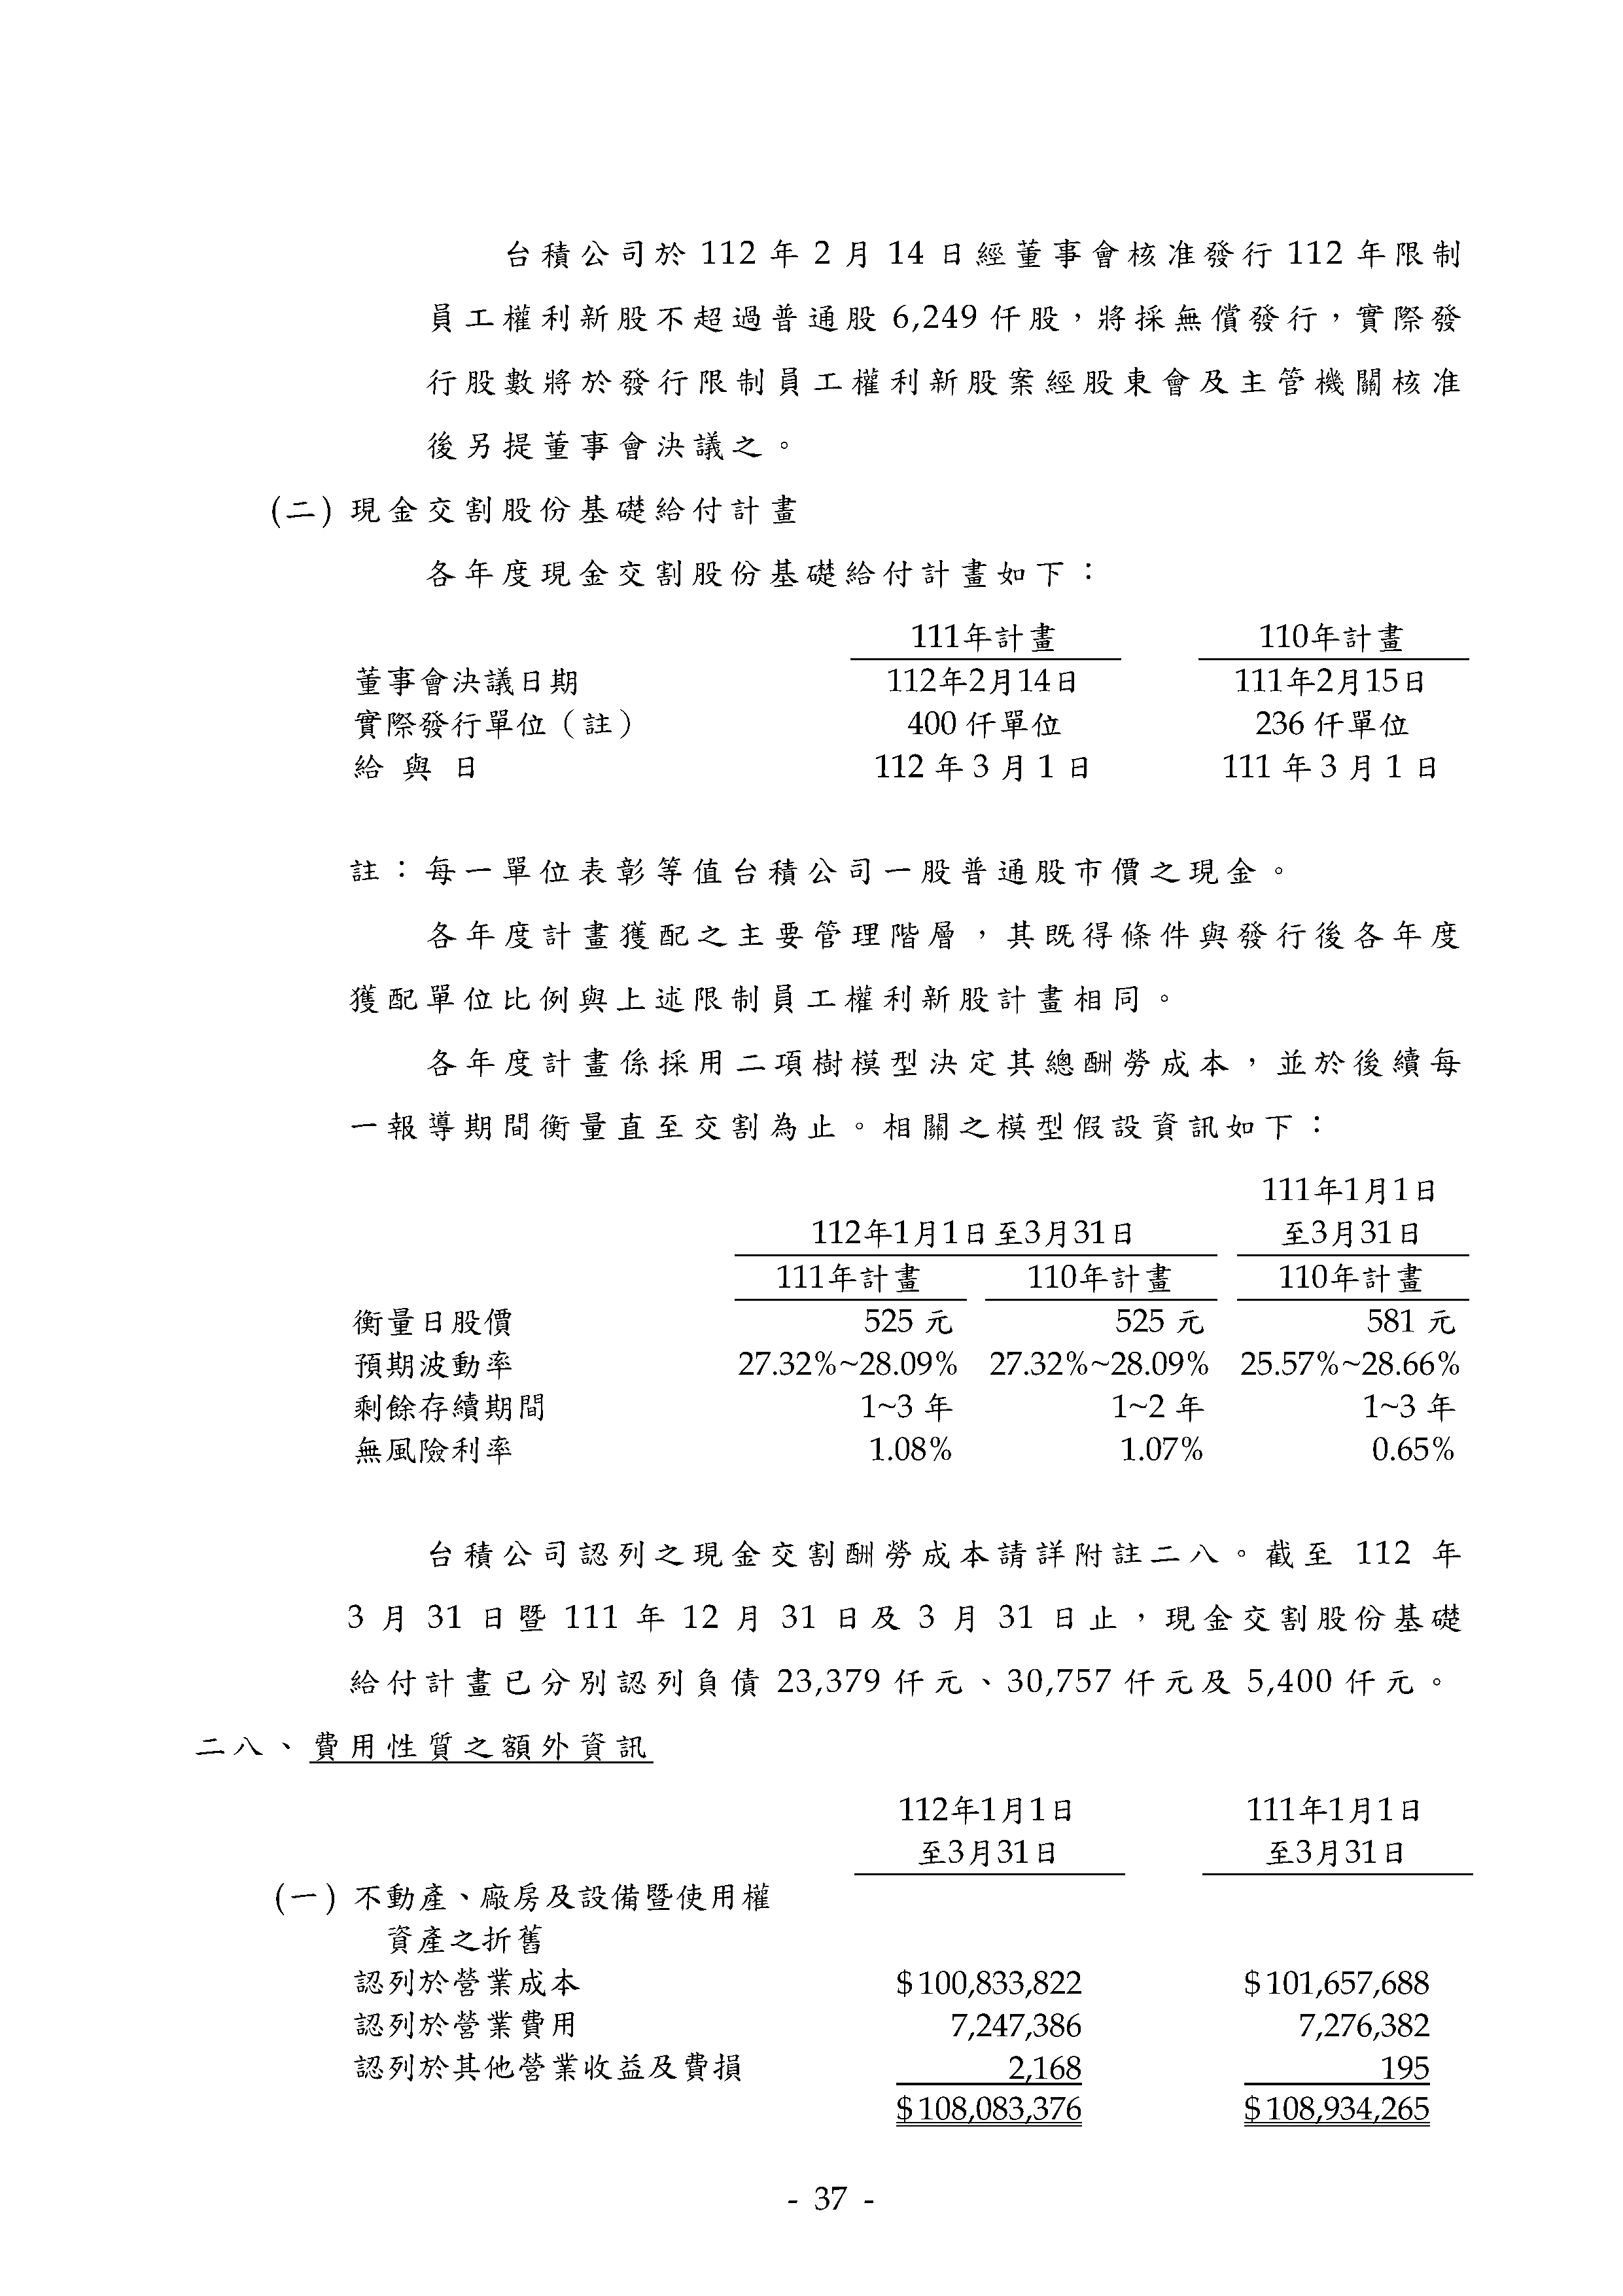 台積公司於 112 年 2 月 14 日經董事會核准發行 112 年限制
員工權利新股不超過普通股 6,249 仟股，將採無償發行，實際發
行股數將於發行限制員工權利新股案經股東會及主管機關核准
後另提董事會決議之。
(二) 現金交割股份基礎給付計畫
各年度現金交割股份基礎給付計畫如下：
111年計畫 110年計畫
董事會決議日期 112年2月14日 111年2月15日
實際發行單位（註） 400 仟單位 236 仟單位
給與日 112 年 3 月 1 日 111 年 3 月 1 日
註：每一單位表彰等值台積公司一股普通股市價之現金。
各年度計畫獲配之主要管理階層，其既得條件與發行後各年度
獲配單位比例與上述限制員工權利新股計畫相同。
各年度計畫係採用二項樹模型決定其總酬勞成本，並於後續每
一報導期間衡量直至交割為止。相關之模型假設資訊如下：
111年1月1日
112年1月1日至3月31日 至3月31日
111年計畫 110年計畫 110年計畫
衡量日股價 525 元 525 元 581 元
預期波動率 27.32%~28.09% 27.32%~28.09% 25.57%~28.66%
剩餘存續期間 1~3 年 1~2 年 1~3 年
無風險利率 1.08% 1.07% 0.65%
台積公司認列之現金交割酬勞成本請詳附註二八。截至 112 年
3 月 31 日暨 111 年 12 月 31 日及 3 月 31 日止，現金交割股份基礎
給付計畫已分別認列負債 23,379 仟元、30,757 仟元及 5,400 仟元。
二八、費用性質之額外資訊
112年1月1日 111年1月1日
至3月31日 至3月31日
(一) 不動產、廠房及設備暨使用權
資產之折舊
認列於營業成本 $100,833,822 $101,657,688
認列於營業費用 7,247,386 7,276,382
認列於其他營業收益及費損 2,168 195
$108,083,376 $108,934,265
- 37 -